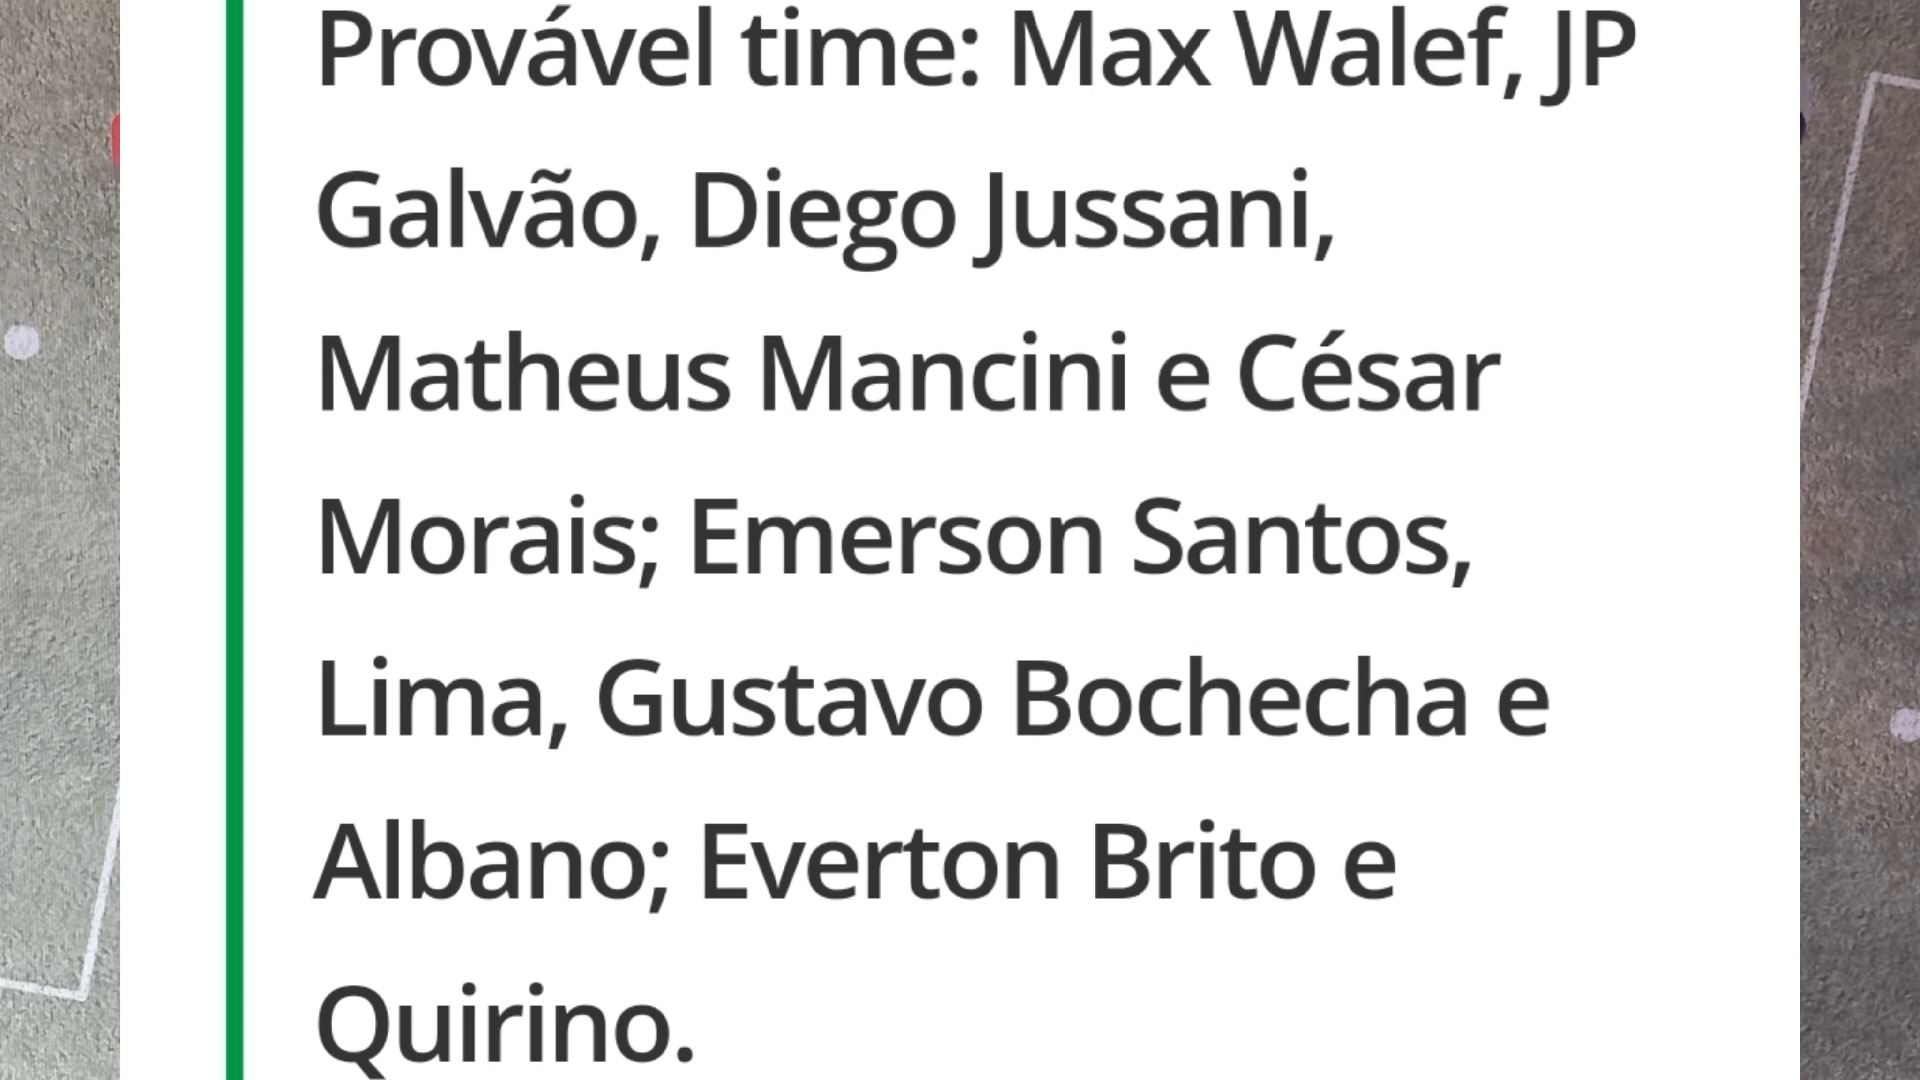 Provável time: Max Walef, JP
Galvão, Diego Jussani,
Matheus Mancini e César
Morais; Emerson Santos,
Lima, Gustavo Bochecha e
Albano; Everton Brito e
Quirino.